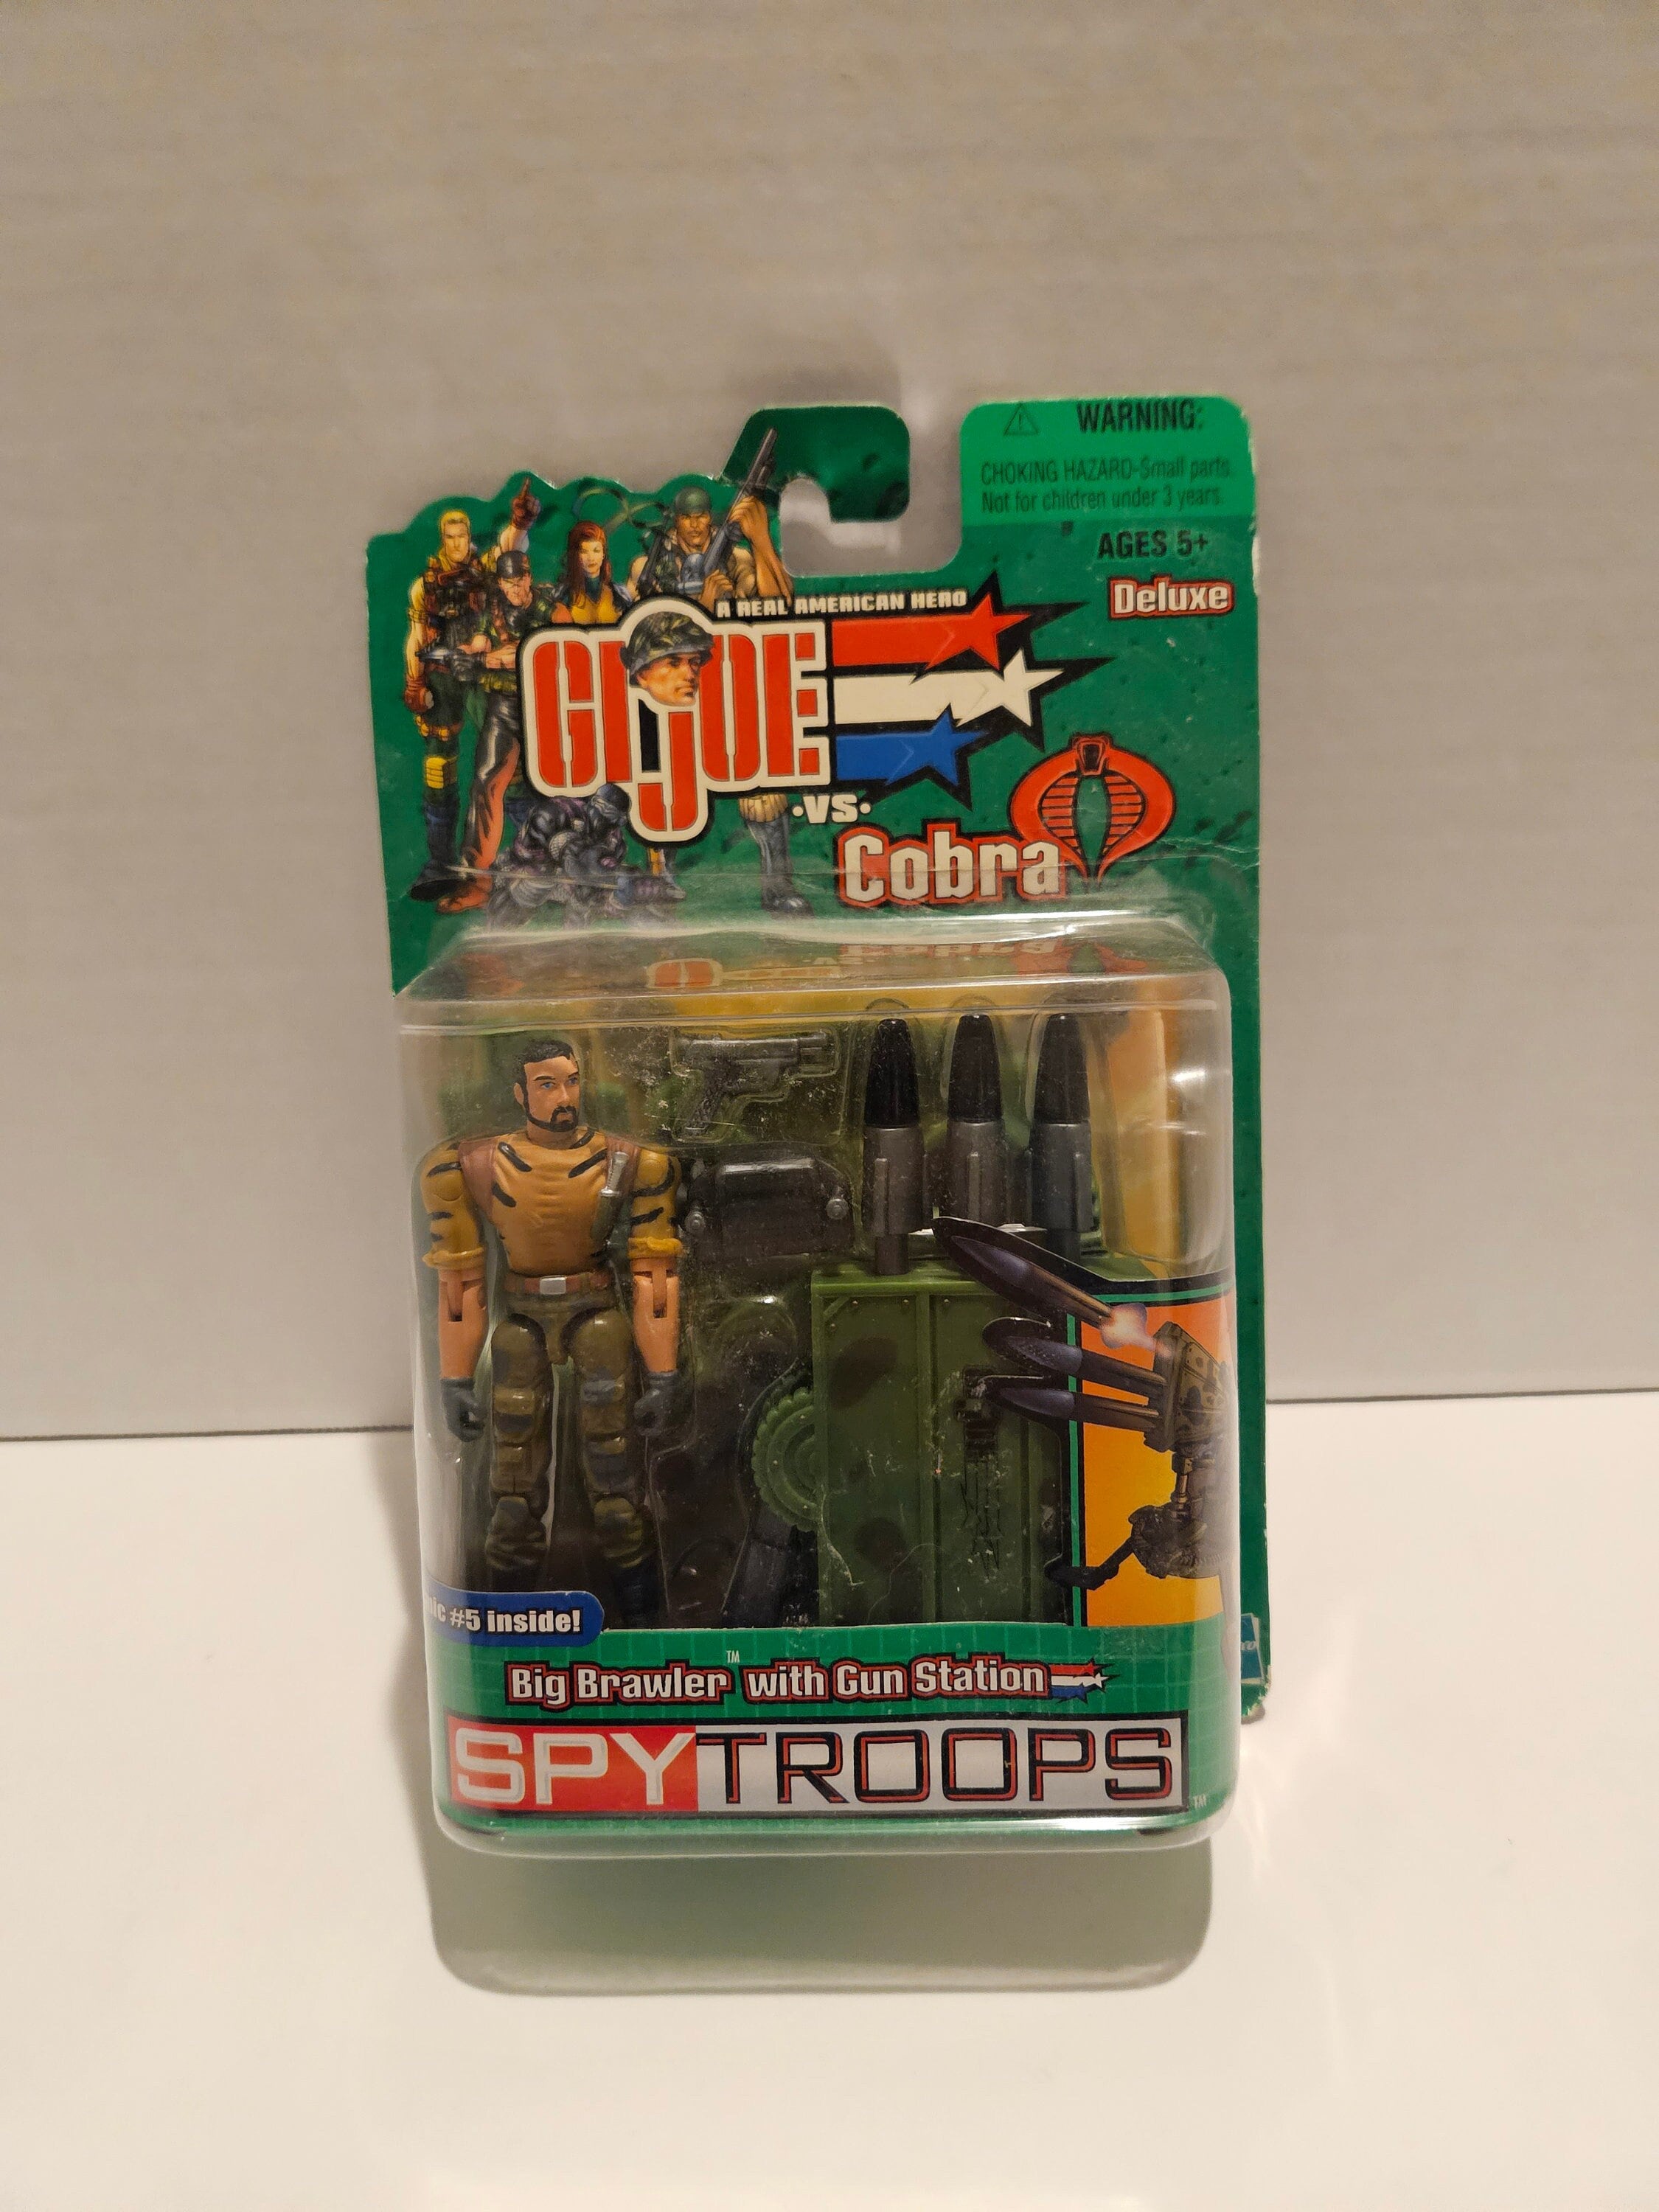 WARNING:
CHOKING HAZARD-Small parts.
Not for children under 3 years.
AGES 5+
Deluxe
A REAL AMERICAN HERO
GI JOE
•VS•
Cobra
#5 inside!
Big Brawler™ with Gun Station
SPYTROOPS™